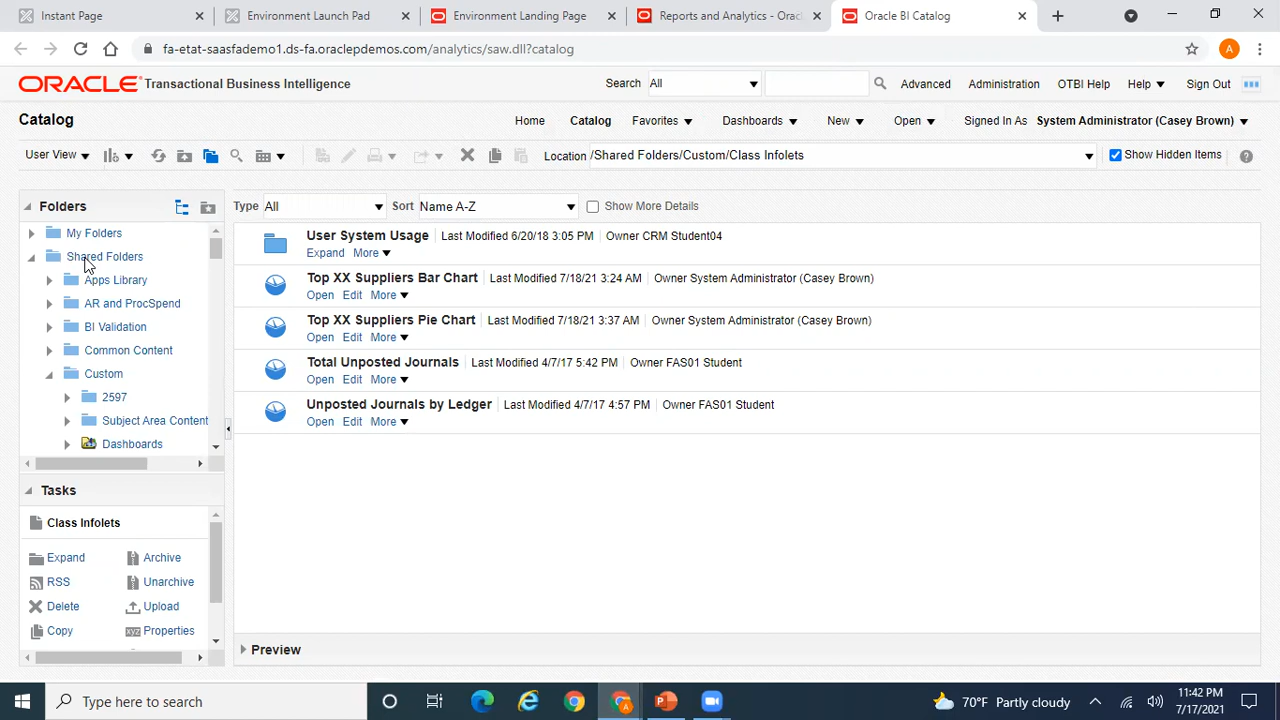 Instant Page
Environment Launch Pad
Environment Landing Page
Reports and Analytics - Oracl
Oracle BI Catalog
fa-etat-saasfademo1.ds-fa.oraclepdemos.com/analytics/saw.dll?catalog
A
ORACLE Transactional Business Intelligence
Search All Advanced Administration OTBI Help Help Sign Out
Catalog
Home Catalog Favorites Dashboards New Open Signed In As System Administrator (Casey Brown)
User View Location /Shared Folders/Custom/Class Infolets Show Hidden Items
Folders
My Folders
Shared Folders
Apps Library
AR and ProcSpend
BI Validation
Common Content
Custom
2597
Subject Area Content
Dashboards
Tasks
Class Infolets
Expand Archive
RSS Unarchive
Delete Upload
Copy Properties
Type All Sort Name A-Z Show More Details
User System Usage Last Modified 6/20/18 3:05 PM Owner CRM Student04
Expand More
Top XX Suppliers Bar Chart Last Modified 7/18/21 3:24 AM Owner System Administrator (Casey Brown)
Open Edit More
Top XX Suppliers Pie Chart Last Modified 7/18/21 3:37 AM Owner System Administrator (Casey Brown)
Open Edit More
Total Unposted Journals Last Modified 4/7/17 5:42 PM Owner FAS01 Student
Open Edit More
Unposted Journals by Ledger Last Modified 4/7/17 4:57 PM Owner FAS01 Student
Open Edit More
Preview
Type here to search
70°F Partly cloudy
11:42 PM
7/17/2021